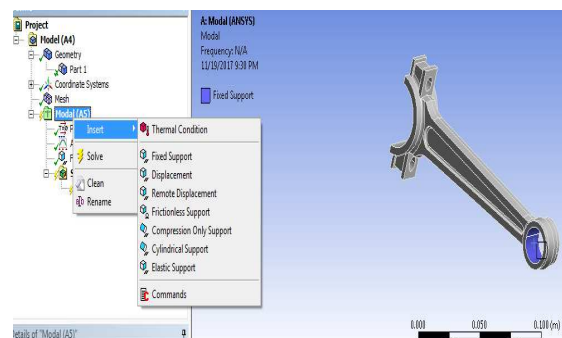 Project
Model (A4)
Geometry
Part 1
Coordinate Systems
Mesh
Modal (A5)
Insert
Solve
Clean
Rename
Thermal Condition
Fixed Support
Displacement
Remote Displacement
Frictionless Support
Compression Only Support
Cylindrical Support
Elastic Support
Commands
A: Modal (ANSYS)
Modal
Frequency: N/A
11/19/2017 9:30 PM
Fixed Support
0.000 0.050 0.100 (m)
Details of "Modal (A5)"